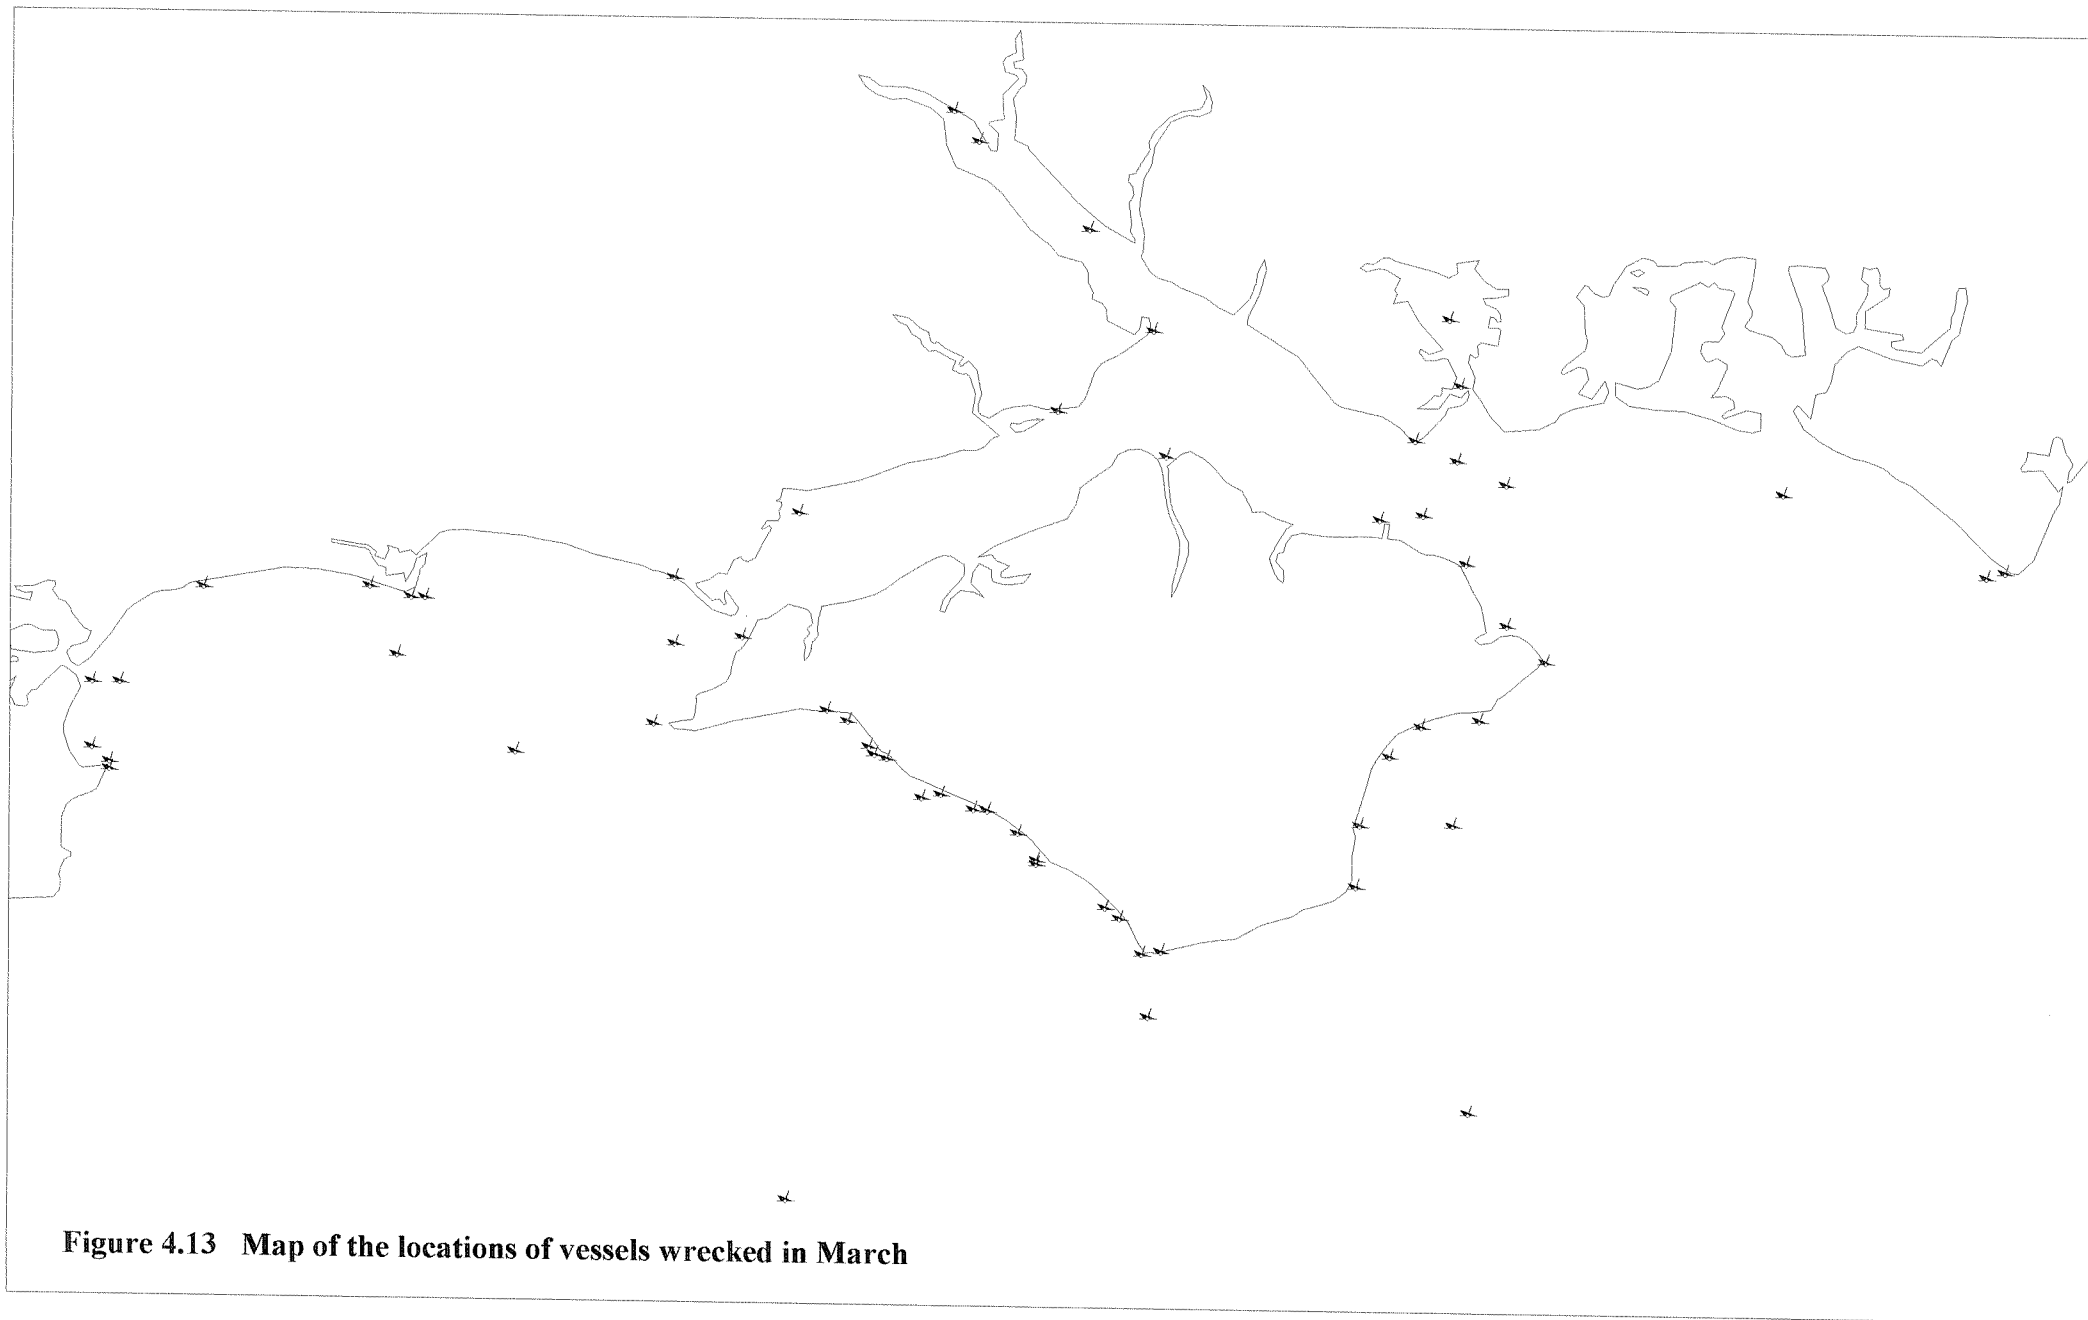 Figure 4.13 Map of the locations of vessels wrecked in March